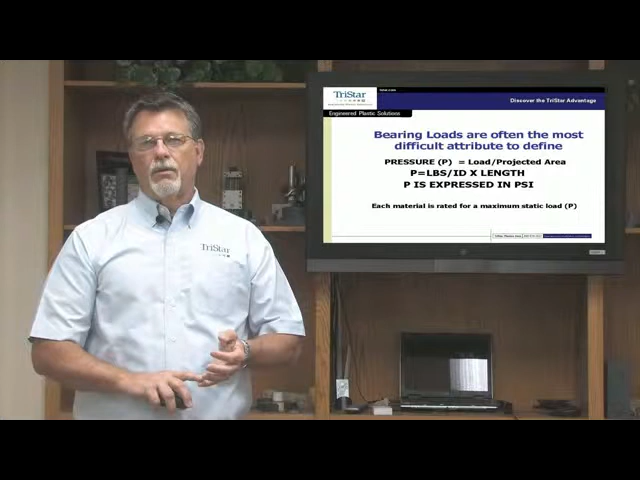 TriStar
Discover the TriStar Advantage
Engineered Plastic Solutions
Bearing Loads are often the most
difficult attribute to define
PRESSURE (P) = Load/Projected Area
P=LBS/ID X LENGTH
P IS EXPRESSED IN PSI
Each material is rated for a maximum static load (P)
TriStar